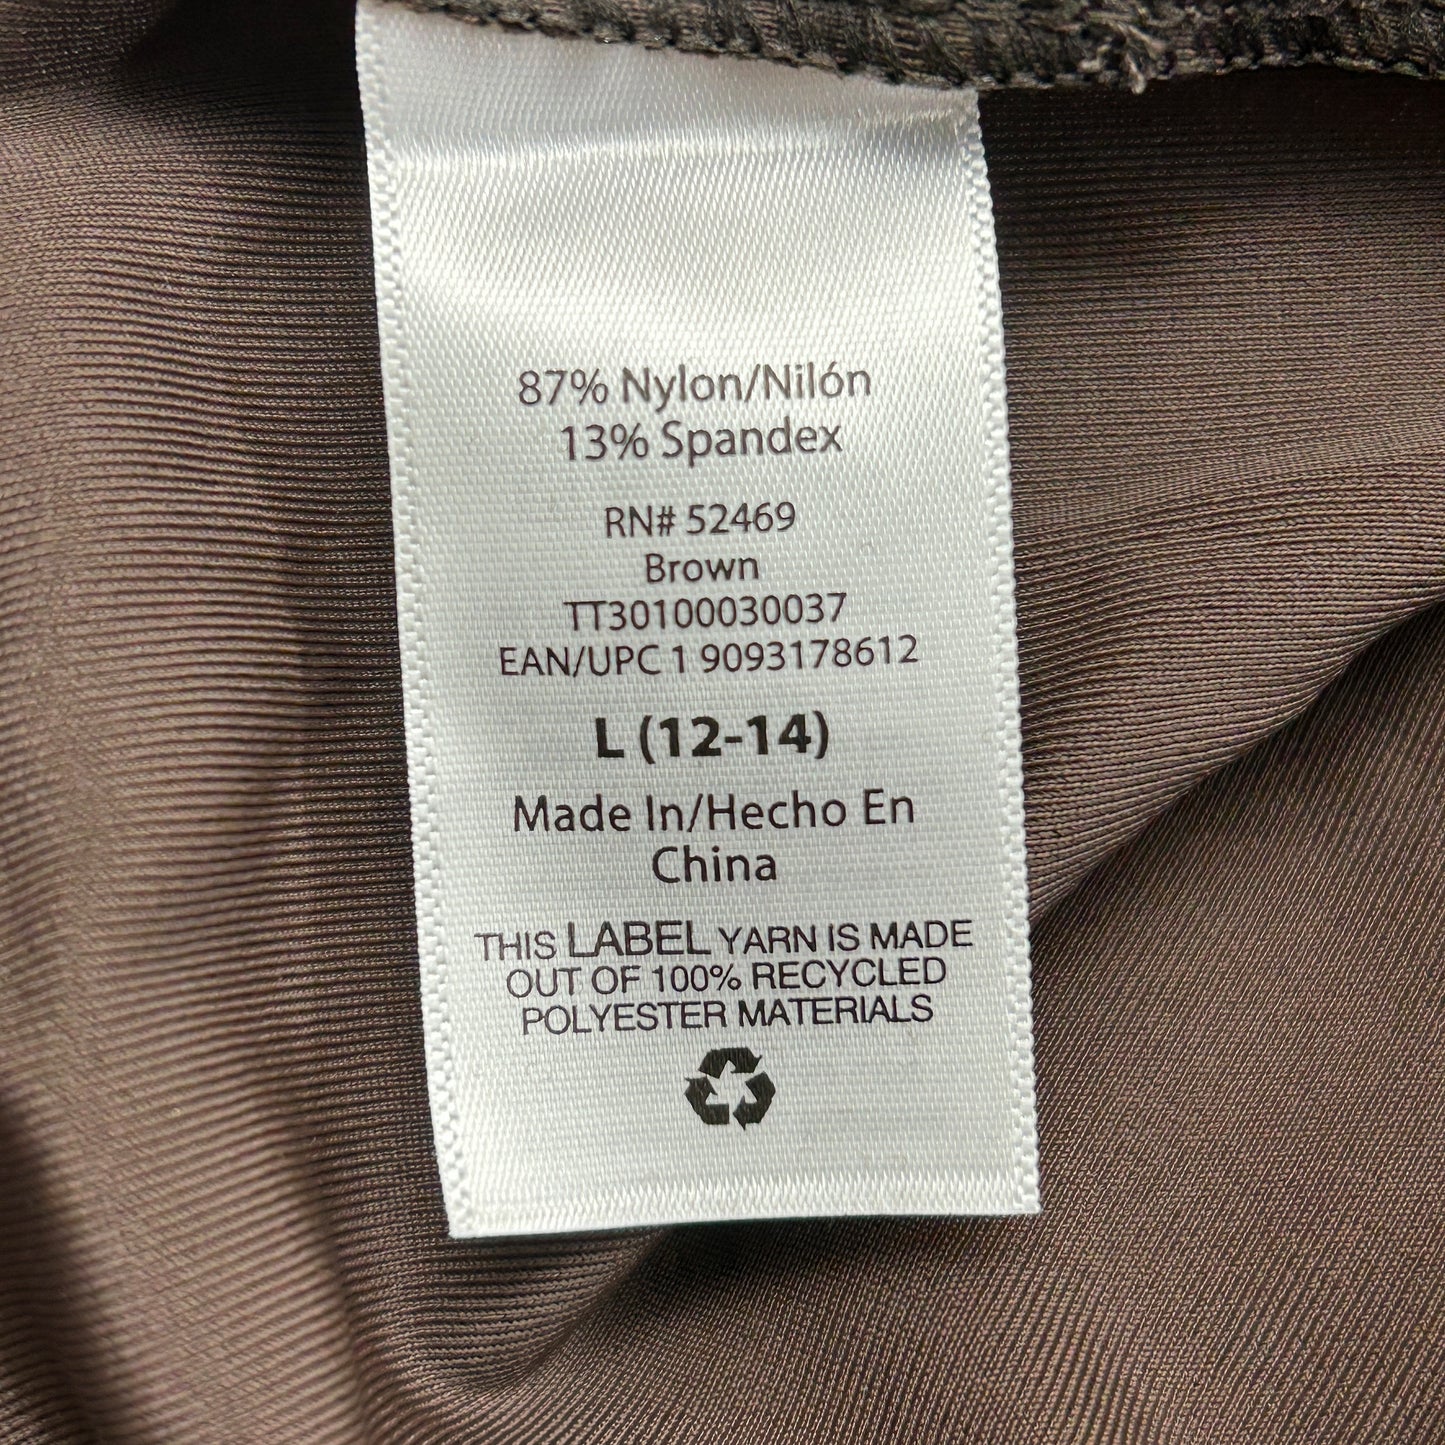 87% Nylon/Nilón
13% Spandex
RN# 52469
Brown
TT30100030037
EAN/UPC 1 9093178612
L (12-14)
Made In/Hecho En
China
THIS LABEL YARN IS MADE
OUT OF 100% RECYCLED
POLYESTER MATERIALS